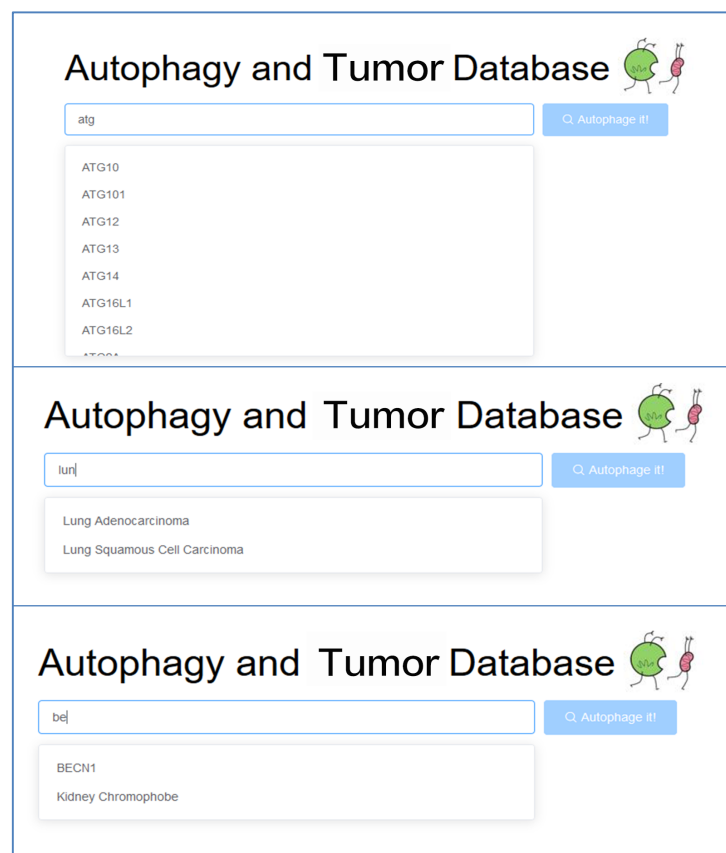 Autophagy and Tumor Database
atg
Autophage it!
ATG10
ATG101
ATG12
ATG13
ATG14
ATG16L1
ATG16L2
Autophagy and Tumor Database
lun
Autophage it!
Lung Adenocarcinoma
Lung Squamous Cell Carcinoma
Autophagy and Tumor Database
be
Autophage it!
BECN1
Kidney Chromophobe